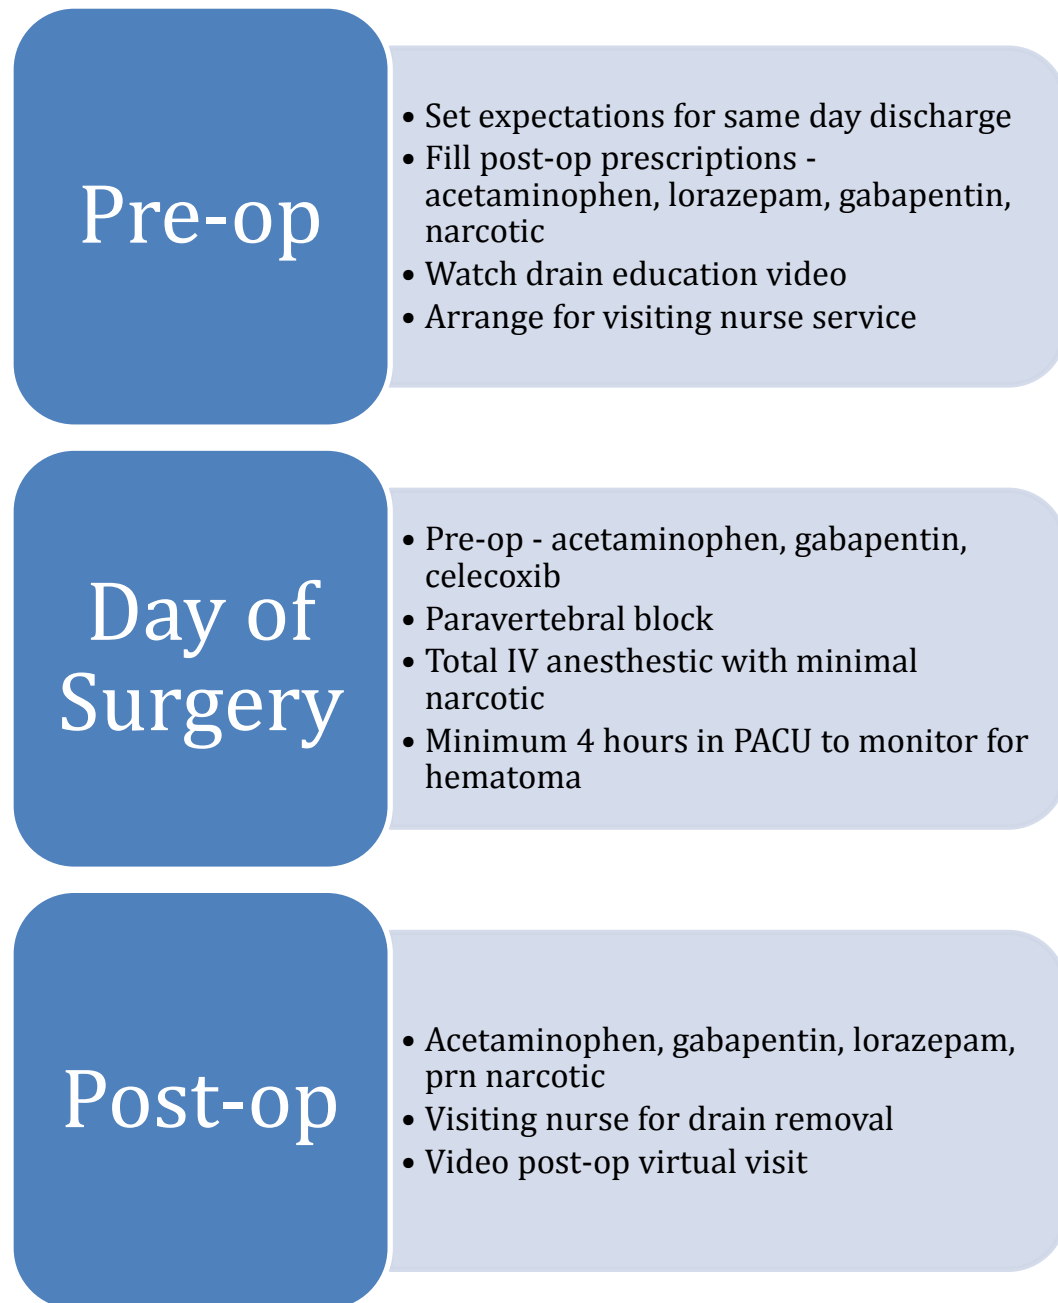 Pre-op
• Set expectations for same day discharge
• Fill post-op prescriptions -
acetaminophen, lorazepam, gabapentin,
narcotic
• Watch drain education video
• Arrange for visiting nurse service
Day of
Surgery
• Pre-op - acetaminophen, gabapentin,
celecoxib
• Paravertebral block
• Total IV anesthestic with minimal
narcotic
• Minimum 4 hours in PACU to monitor for
hematoma
Post-op
• Acetaminophen, gabapentin, lorazepam,
prn narcotic
• Visiting nurse for drain removal
• Video post-op virtual visit